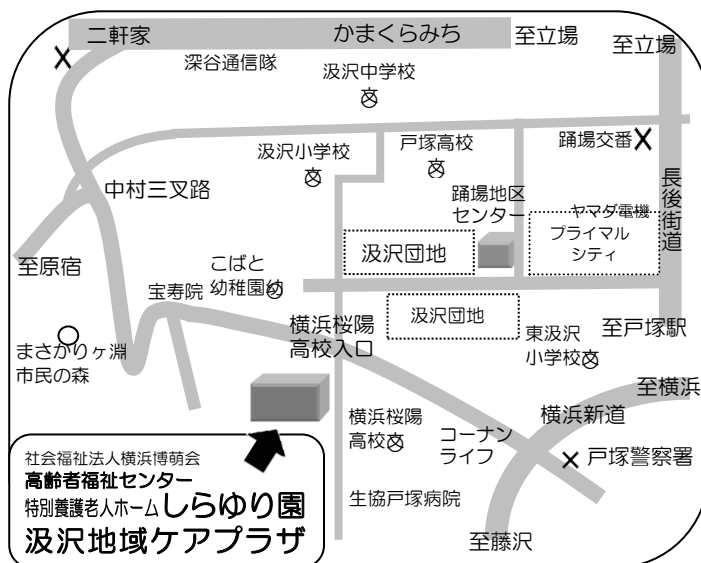 二軒家
かまくらみち
至立場
至立場
深谷通信隊
汲沢中学校
汲沢小学校
戸塚高校
踊場交番
中村三叉路
踊場地区
センター
長後街道
ヤマダ電機
プライマル
シティ
至原宿
こばと
幼稚園幼
汲沢団地
宝寿院
横浜桜陽
高校入口
汲沢団地
至戸塚駅
東汲沢
小学校
まさかりヶ淵
市民の森
至横浜
横浜新道
横浜桜陽
高校
コーナン
ライフ
戸塚警察署
生協戸塚病院
至藤沢
社会福祉法人横浜博萌会
高齢者福祉センター
特別養護老人ホームしらゆり園
汲沢地域ケアプラザ